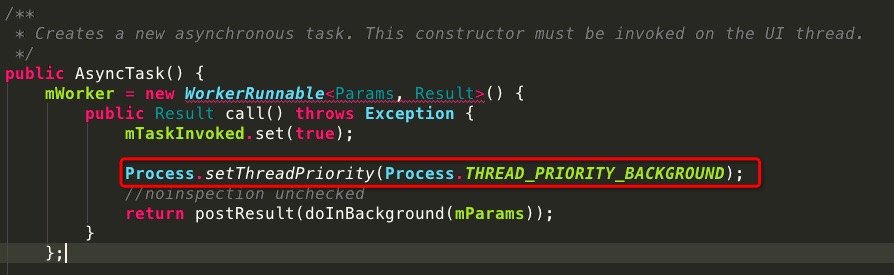 /**
 * Creates a new asynchronous task. This constructor must be invoked on the UI thread.
 */
public AsyncTask() {
    mWorker = new WorkerRunnable<Params, Result>() {
        public Result call() throws Exception {
            mTaskInvoked.set(true);

            Process.setThreadPriority(Process.THREAD_PRIORITY_BACKGROUND);
            //noinspection unchecked
            return postResult(doInBackground(mParams));
        }
    };